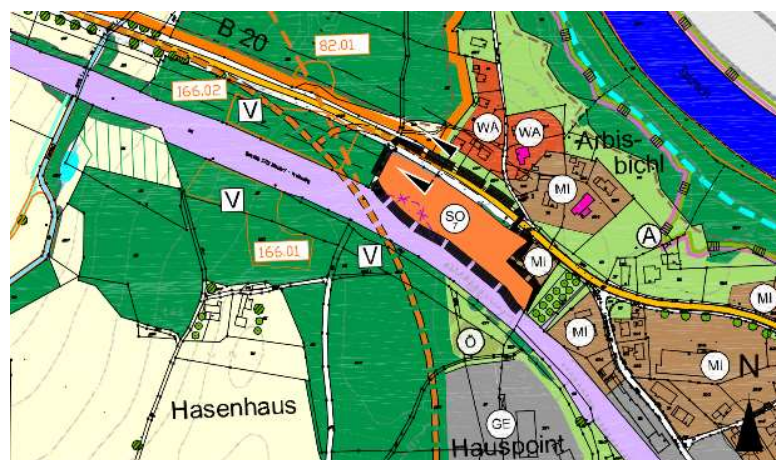 B 20
82.01
166.02
V
WA
WA
Arbis-
bichl
MI
V
SO
7
A
166.01
V
MI
MI
Ö
MI
MI
N
Hasenhaus
GE
Hauspoint